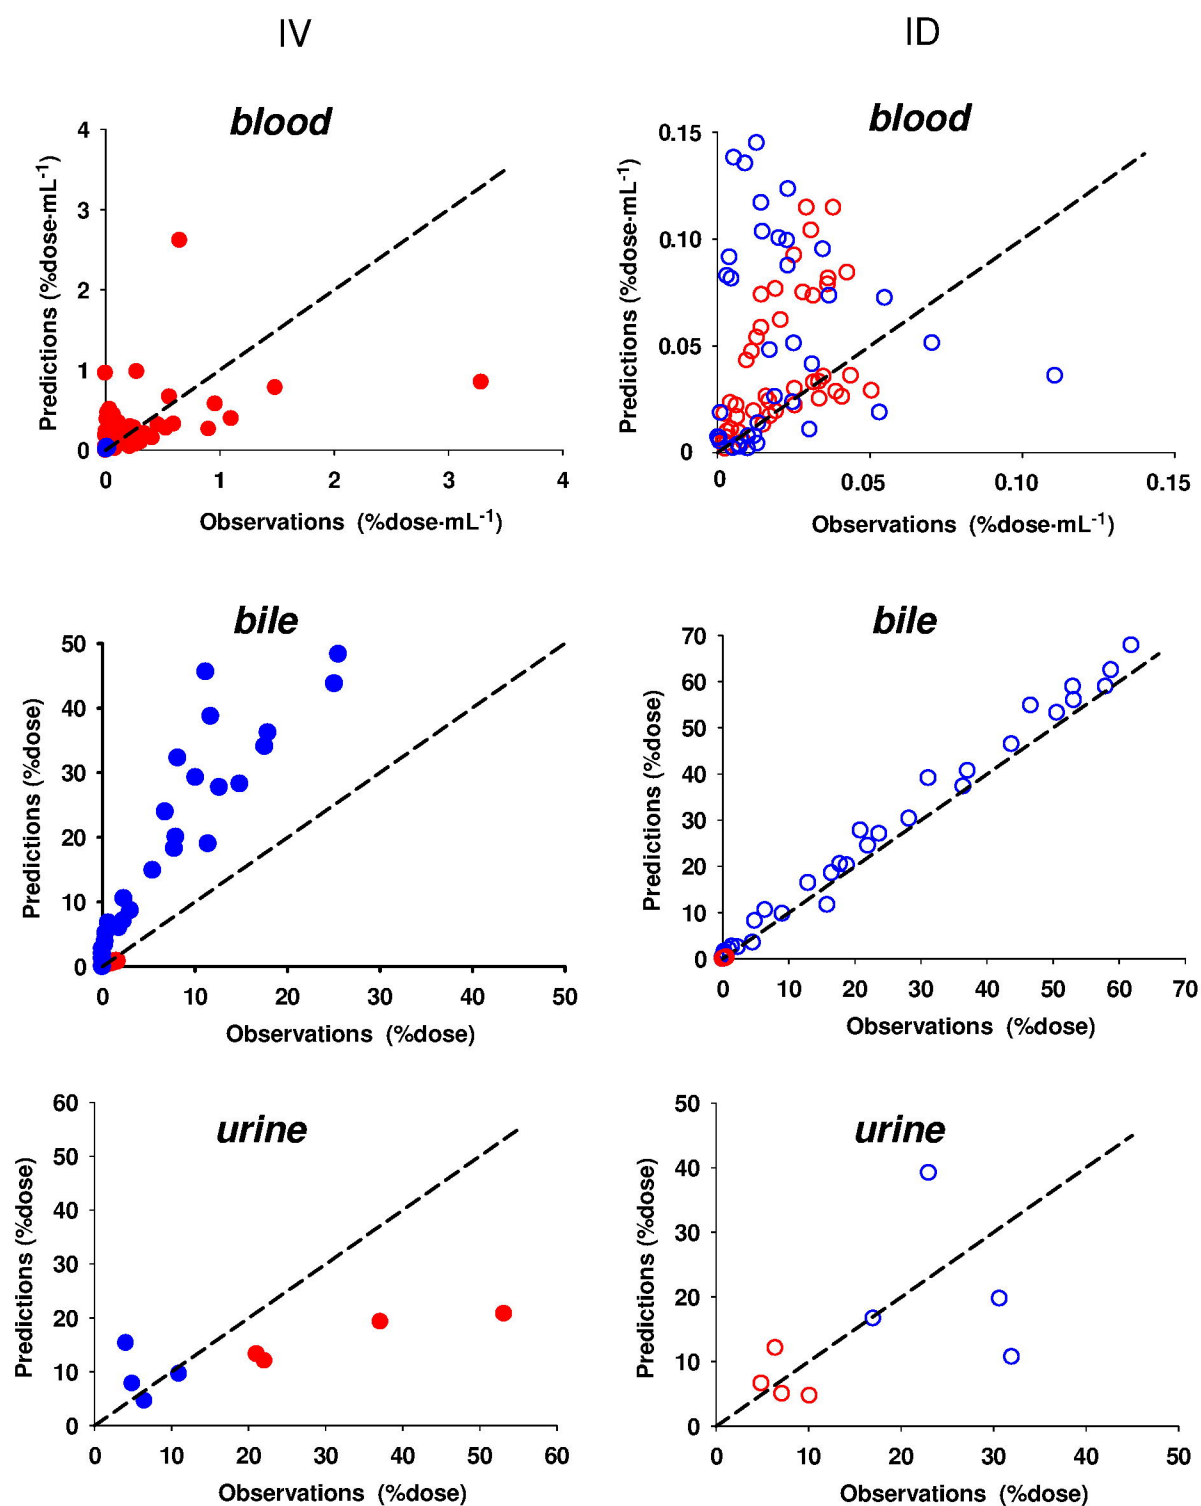 IV
ID
blood
Predictions (%dose·mL-1)
4
3
2
1
0
0 1 2 3 4
Observations (%dose·mL-1)
blood
Predictions (%dose·mL-1)
0.15
0.10
0.05
0
0 0.05 0.10 0.15
Observations (%dose·mL-1)
bile
Predictions (%dose)
50
40
30
20
10
0
0 10 20 30 40 50
Observations (%dose)
bile
Predictions (%dose)
70
60
50
40
30
20
10
0
0 10 20 30 40 50 60 70
Observations (%dose)
urine
Predictions (%dose)
60
50
40
30
20
10
0
0 10 20 30 40 50 60
Observations (%dose)
urine
Predictions (%dose)
50
40
30
20
10
0
0 10 20 30 40 50
Observations (%dose)